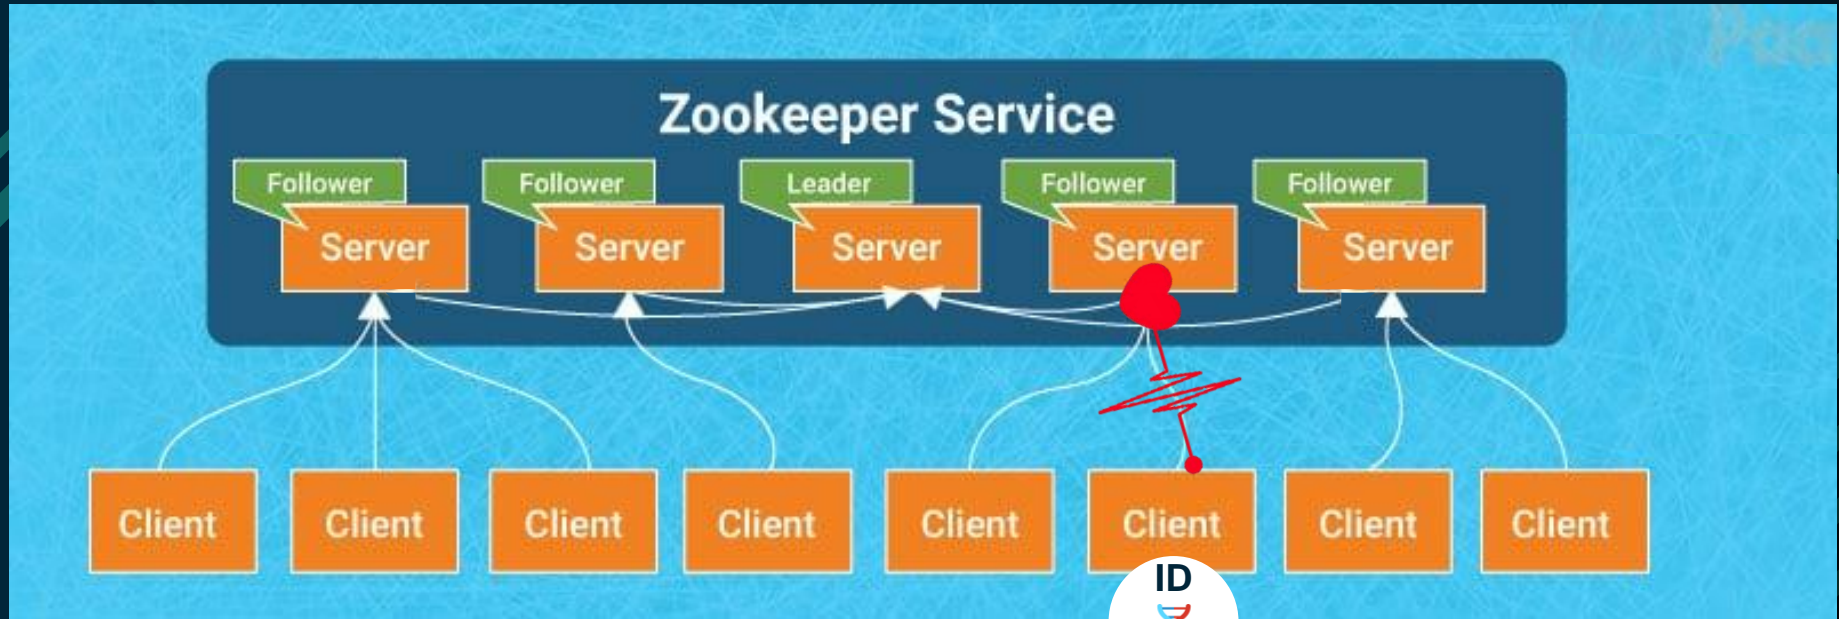 Zookeeper Service
Follower
Follower
Leader
Follower
Follower
Server
Server
Server
Server
Server
Client
Client
Client
Client
Client
Client
Client
Client
ID